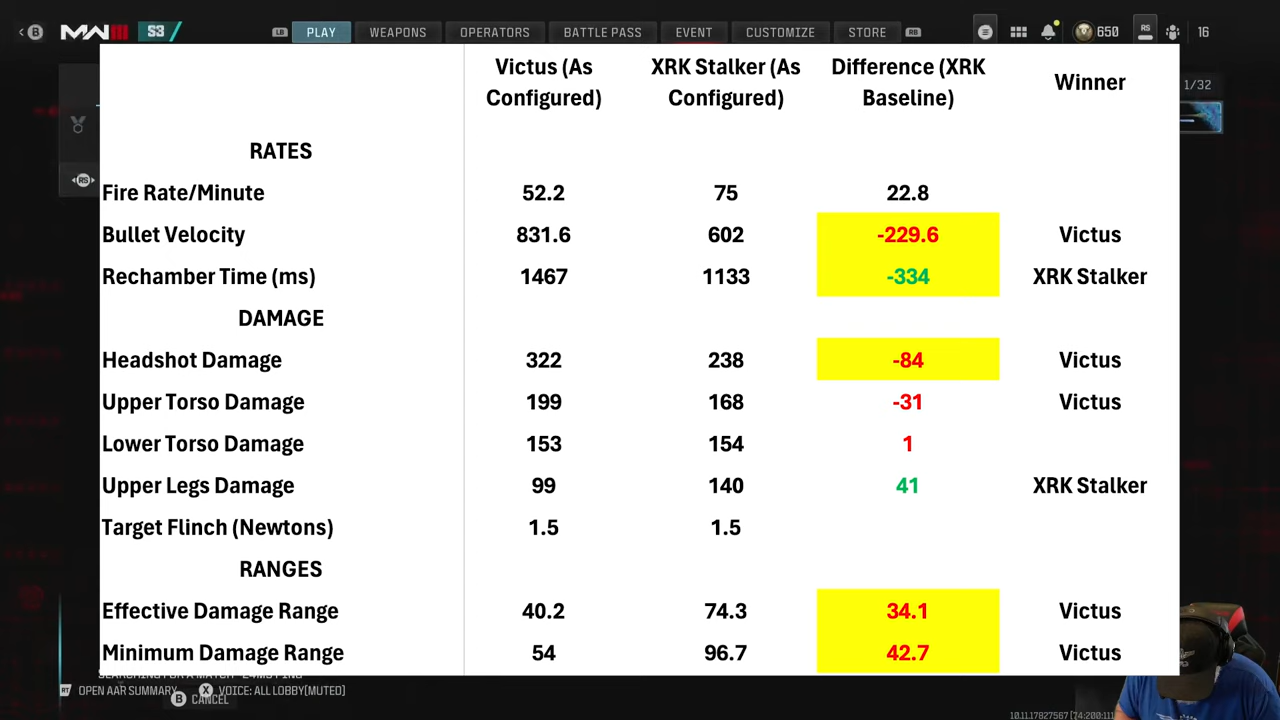 B MWIII S3 LB PLAY WEAPONS OPERATORS BATTLE PASS EVENT CUSTOMIZE STORE RB 650 RS 16
1/32
RS
Victus (As Configured) XRK Stalker (As Configured) Difference (XRK Baseline) Winner
RATES
Fire Rate/Minute 52.2 75 22.8
Bullet Velocity 831.6 602 -229.6 Victus
Rechamber Time (ms) 1467 1133 -334 XRK Stalker
DAMAGE
Headshot Damage 322 238 -84 Victus
Upper Torso Damage 199 168 -31 Victus
Lower Torso Damage 153 154 1
Upper Legs Damage 99 140 41 XRK Stalker
Target Flinch (Newtons) 1.5 1.5
RANGES
Effective Damage Range 40.2 74.3 34.1 Victus
Minimum Damage Range 54 96.7 42.7 Victus
RT OPEN AAR SUMMARY X VOICE: ALL LOBBY(MUTED)
B CANCEL